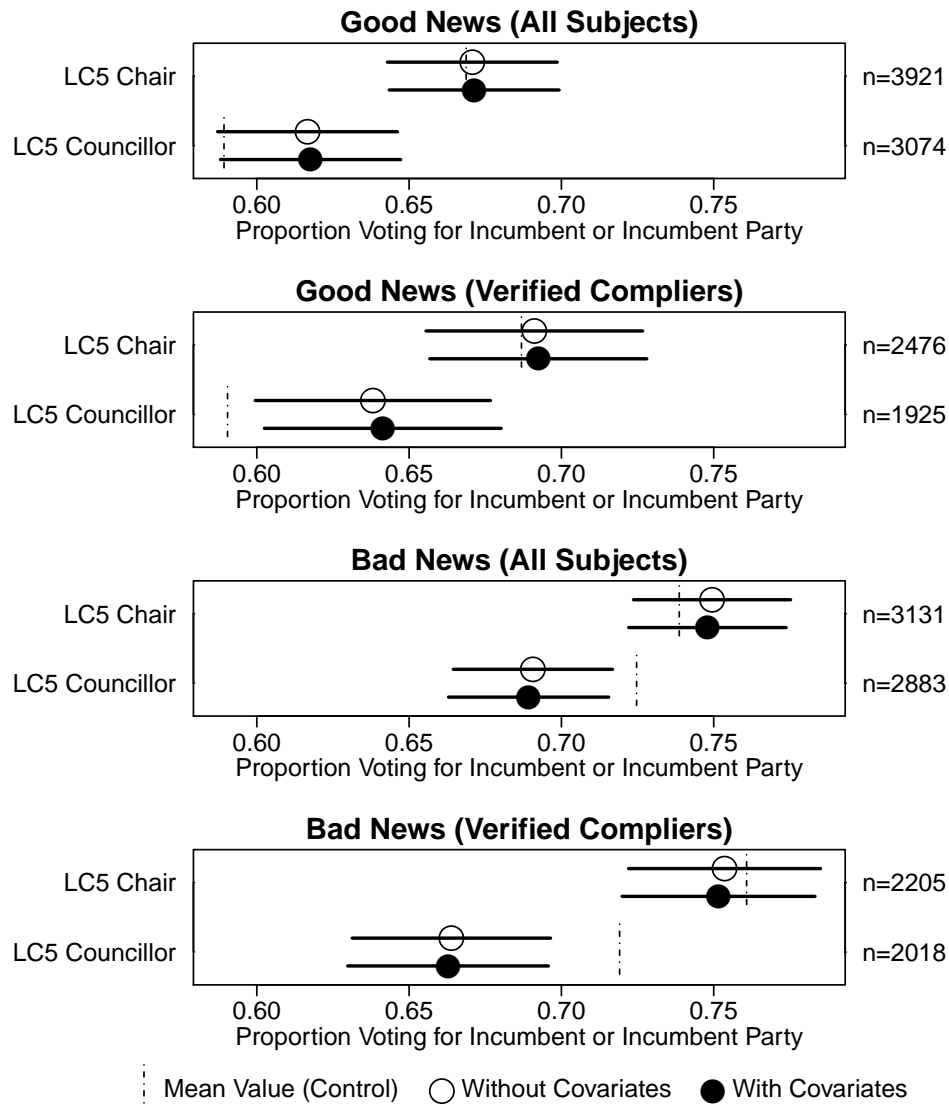 Good News (All Subjects)
LC5 Chair
n=3921
LC5 Councillor
n=3074
0.60 0.65 0.70 0.75
Proportion Voting for Incumbent or Incumbent Party
Good News (Verified Compliers)
LC5 Chair
n=2476
LC5 Councillor
n=1925
0.60 0.65 0.70 0.75
Proportion Voting for Incumbent or Incumbent Party
Bad News (All Subjects)
LC5 Chair
n=3131
LC5 Councillor
n=2883
0.60 0.65 0.70 0.75
Proportion Voting for Incumbent or Incumbent Party
Bad News (Verified Compliers)
LC5 Chair
n=2205
LC5 Councillor
n=2018
0.60 0.65 0.70 0.75
Proportion Voting for Incumbent or Incumbent Party
Mean Value (Control) Without Covariates With Covariates